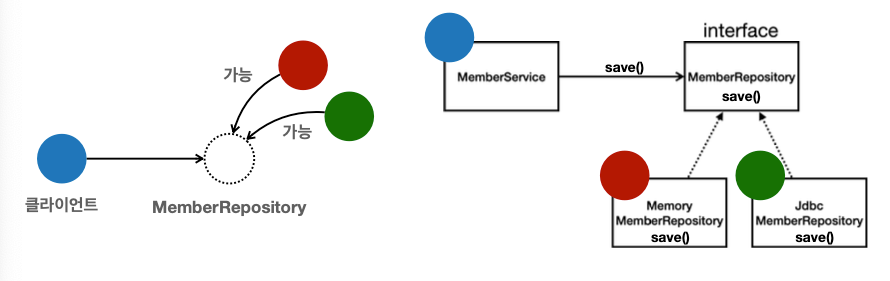 가능
가능
클라이언트
MemberRepository
interface
MemberService
save()
MemberRepository
save()
Memory
MemberRepository
save()
Jdbc
MemberRepository
save()